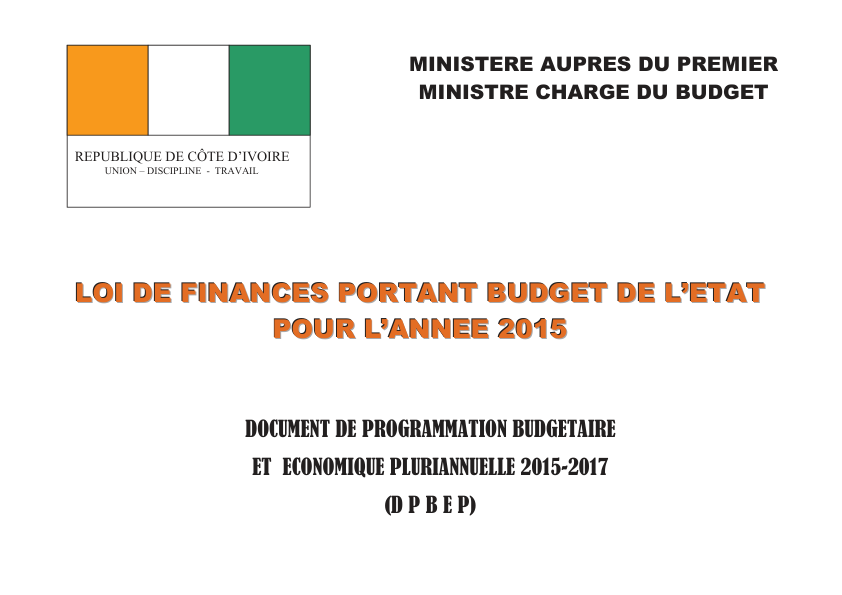 MINISTERE AUPRES DU PREMIER
MINISTRE CHARGE DU BUDGET
REPUBLIQUE DE CÔTE D’IVOIRE
UNION – DISCIPLINE - TRAVAIL
LOI DE FINANCES PORTANT BUDGET DE L’ETAT
POUR L’ANNEE 2015
DOCUMENT DE PROGRAMMATION BUDGETAIRE
ET ECONOMIQUE PLURIANNUELLE 2015-2017
(D P B E P)